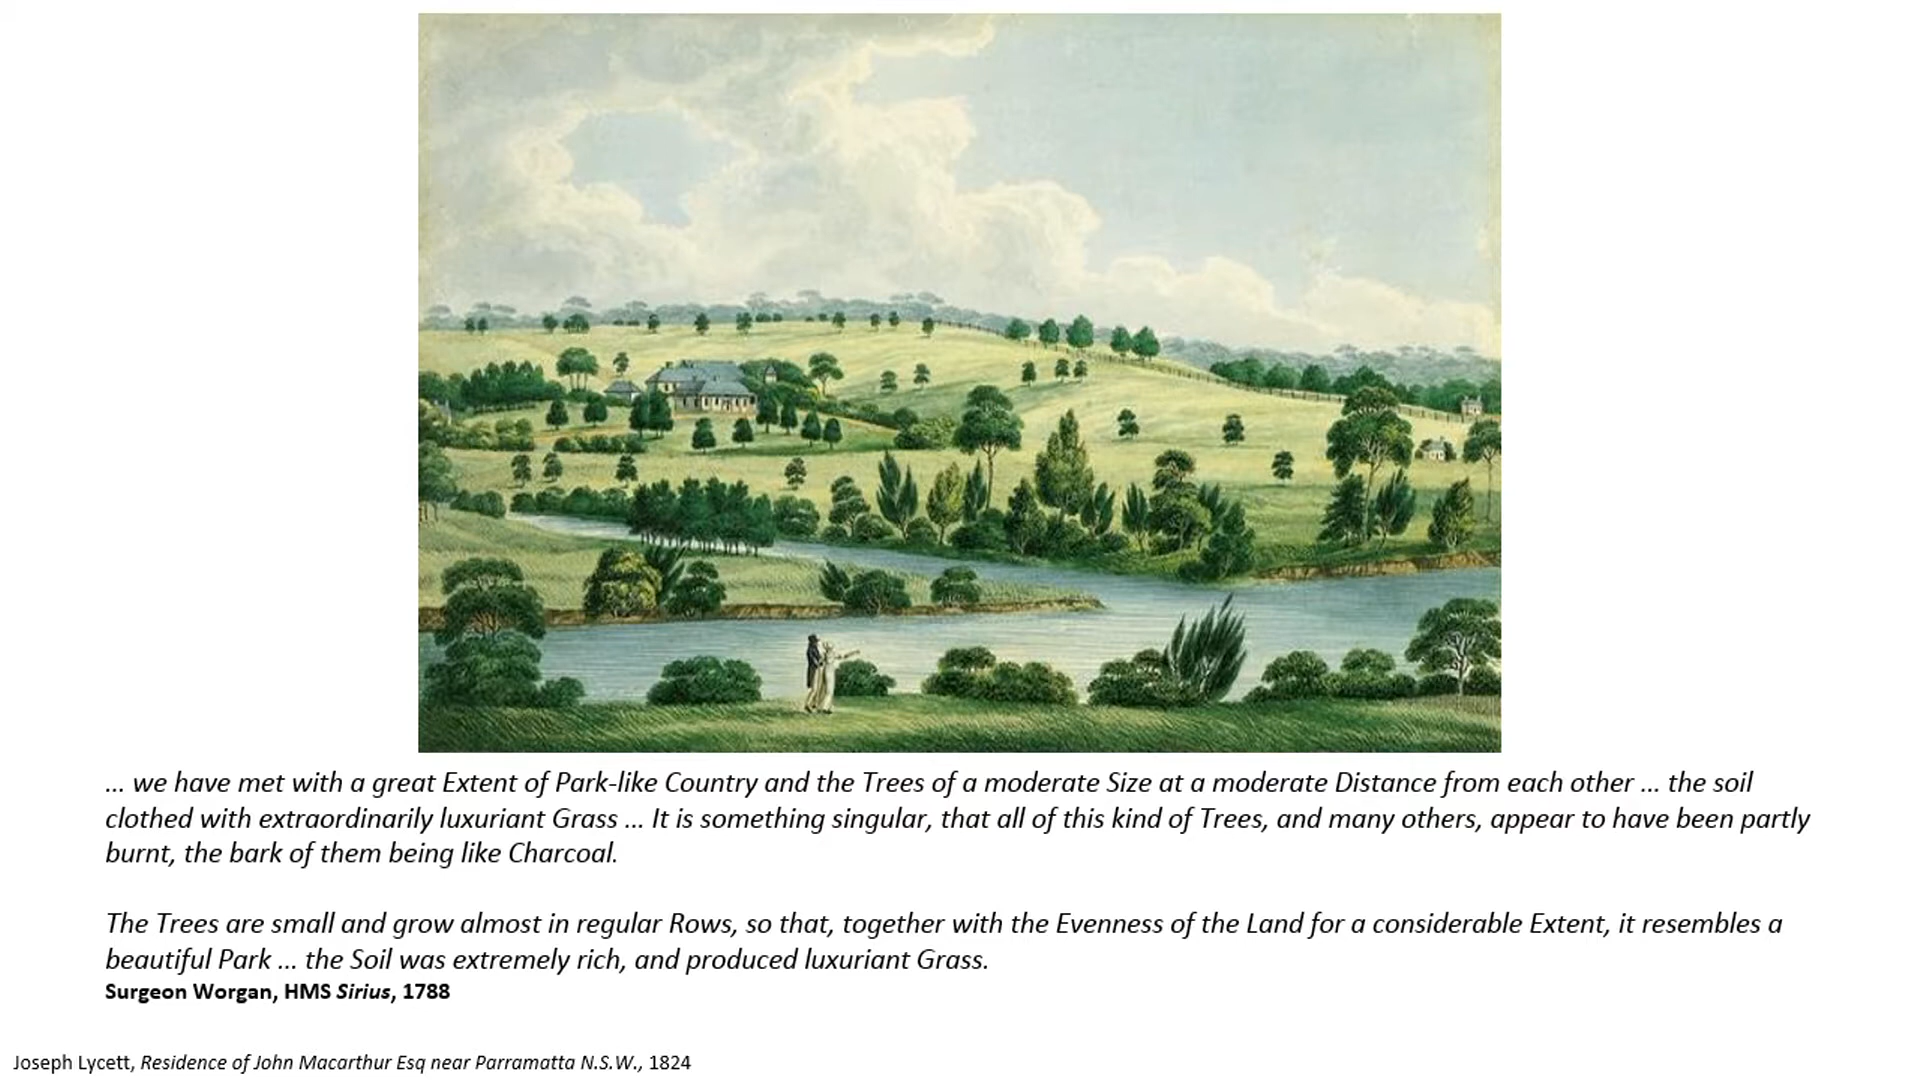 ... we have met with a great Extent of Park-like Country and the Trees of a moderate Size at a moderate Distance from each other ... the soil
clothed with extraordinarily luxuriant Grass ... It is something singular, that all of this kind of Trees, and many others, appear to have been partly
burnt, the bark of them being like Charcoal.
The Trees are small and grow almost in regular Rows, so that, together with the Evenness of the Land for a considerable Extent, it resembles a
beautiful Park ... the Soil was extremely rich, and produced luxuriant Grass.
Surgeon Worgan, HMS Sirius, 1788
Joseph Lycett, Residence of John Macarthur Esq near Parramatta N.S.W., 1824